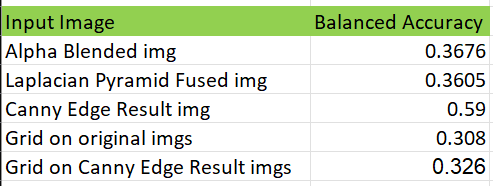 Input Image Balanced Accuracy
Alpha Blended img 0.3676
Laplacian Pyramid Fused img 0.3605
Canny Edge Result img 0.59
Grid on original imgs 0.308
Grid on Canny Edge Result imgs 0.326